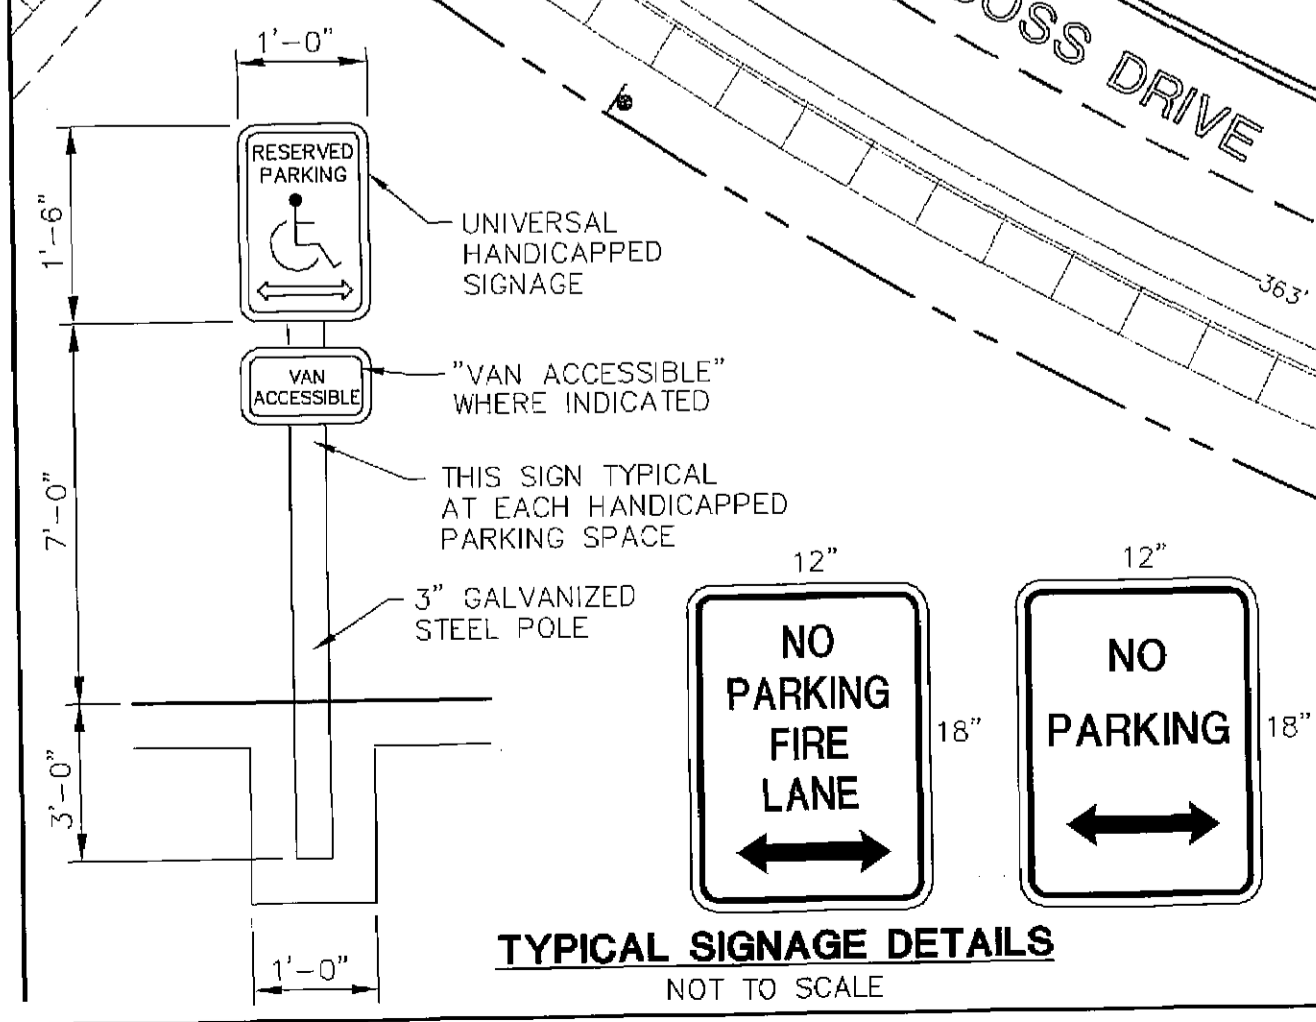 OSS DRIVE
363'
1'-0"
1'-6"
RESERVED
PARKING
UNIVERSAL
HANDICAPPED
SIGNAGE
VAN
ACCESSIBLE
"VAN ACCESSIBLE"
WHERE INDICATED
7'-0"
THIS SIGN TYPICAL
AT EACH HANDICAPPED
PARKING SPACE
3" GALVANIZED
STEEL POLE
3'-0"
1'-0"
12"
NO
PARKING
FIRE
LANE
18"
12"
NO
PARKING
18"
TYPICAL SIGNAGE DETAILS
NOT TO SCALE